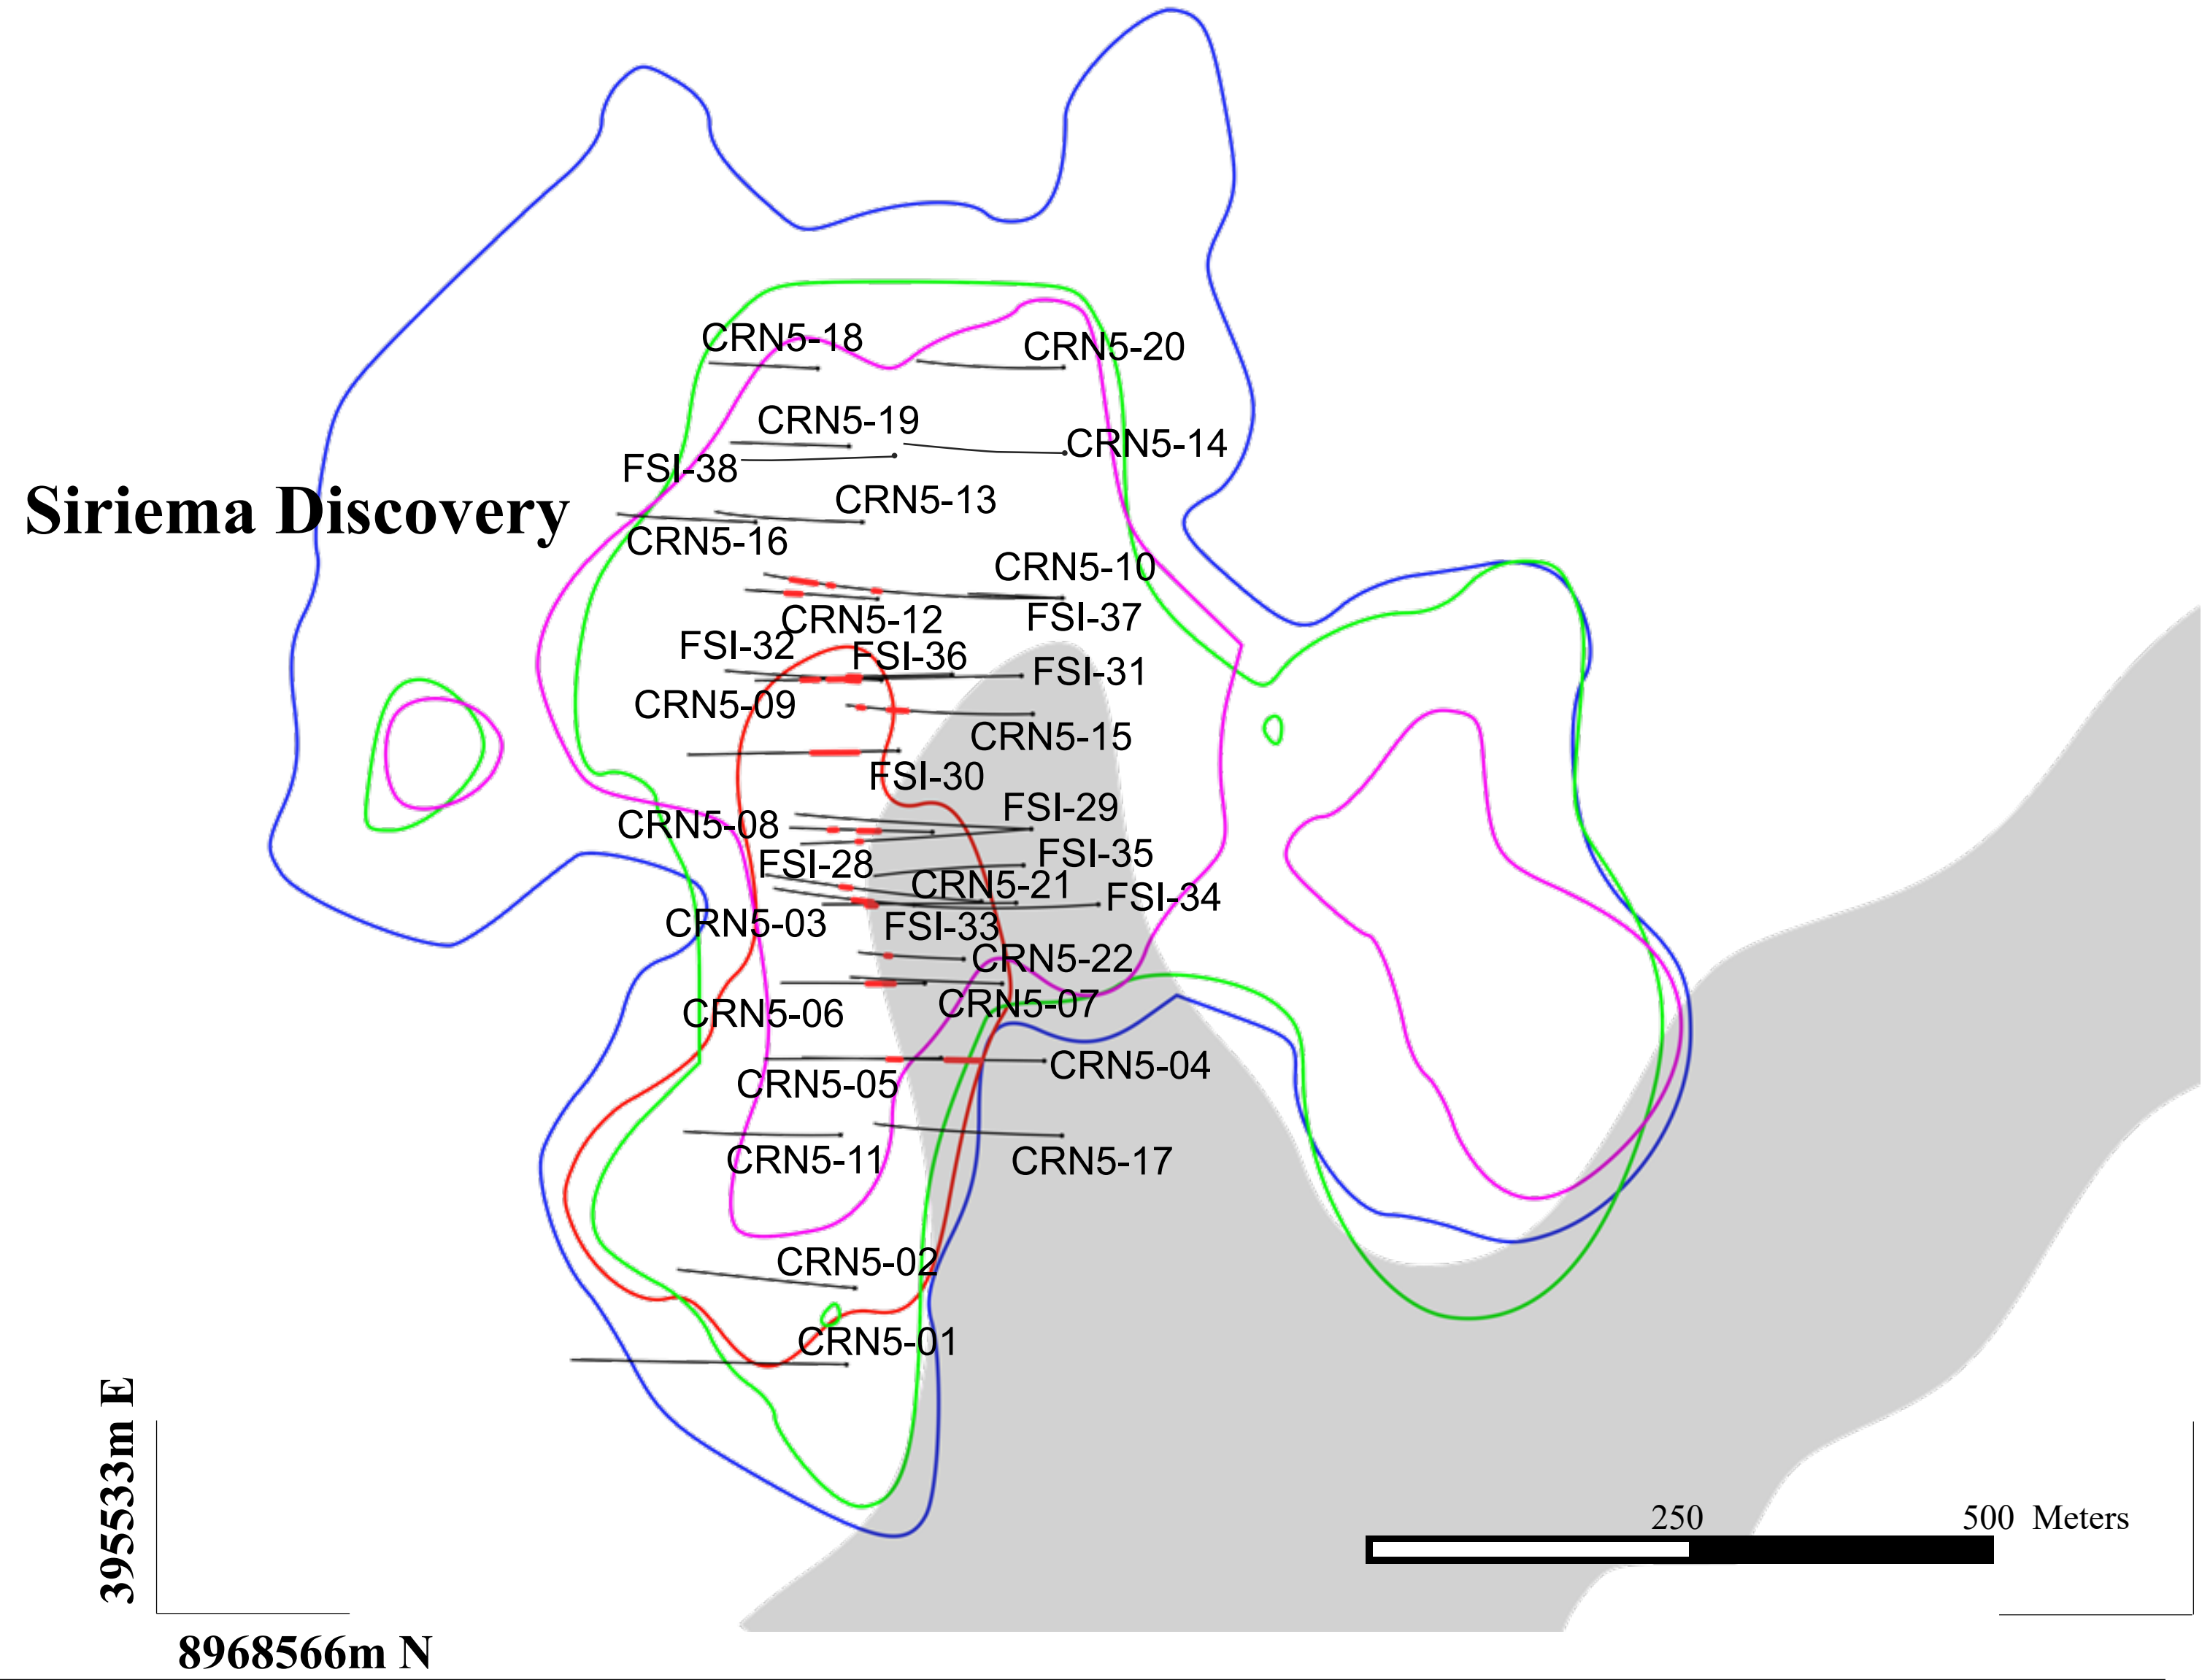 CRN5-18
CRN5-20
CRN5-19
CRN5-14
FSI-38
CRN5-13
Siriema Discovery
CRN5-16
CRN5-10
CRN5-12
FSI-37
FSI-32
FSI-36
FSI-31
CRN5-09
CRN5-15
FSI-30
FSI-29
CRN5-08
FSI-35
FSI-28
CRN5-21
FSI-34
CRN5-03
FSI-33
CRN5-22
CRN5-07
CRN5-06
CRN5-04
CRN5-05
CRN5-11
CRN5-17
CRN5-02
CRN5-01
395533m E
250
500 Meters
8968566m N